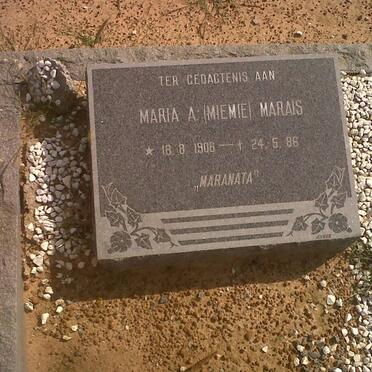 TER GEDAGTENIS AAN
MARIA A. (MIEMIE) MARAIS
* 18.8.1908 — + 24.5.86
„MARANATA"